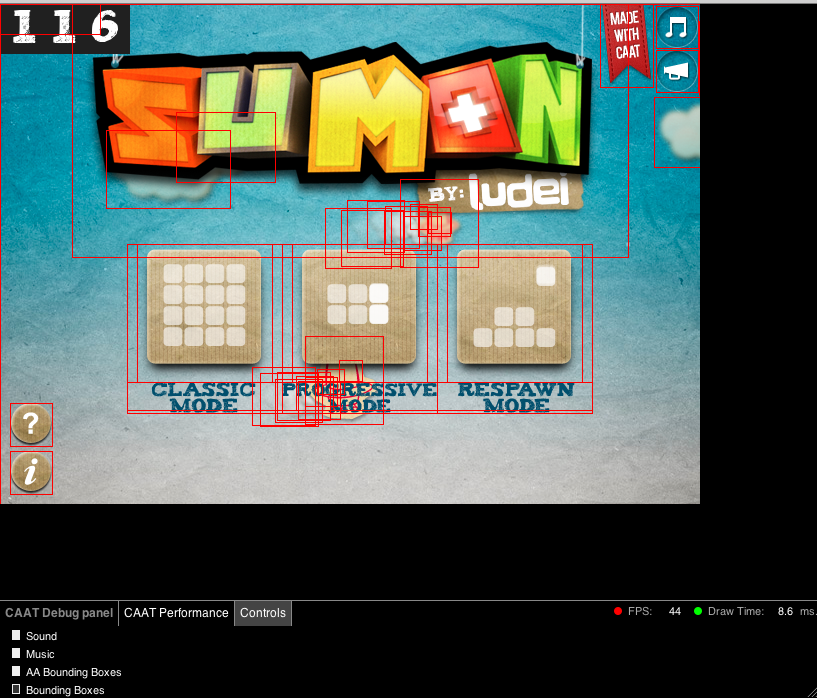 116
MADE
WITH
CAAT
SUMON
BY: ludei
CLASSIC
MODE
PROGRESSIVE
MODE
RESPAWN
MODE
?
i
CAAT Debug panel
CAAT Performance
Controls
FPS: 44
Draw Time: 8.6 ms.
Sound
Music
AA Bounding Boxes
Bounding Boxes